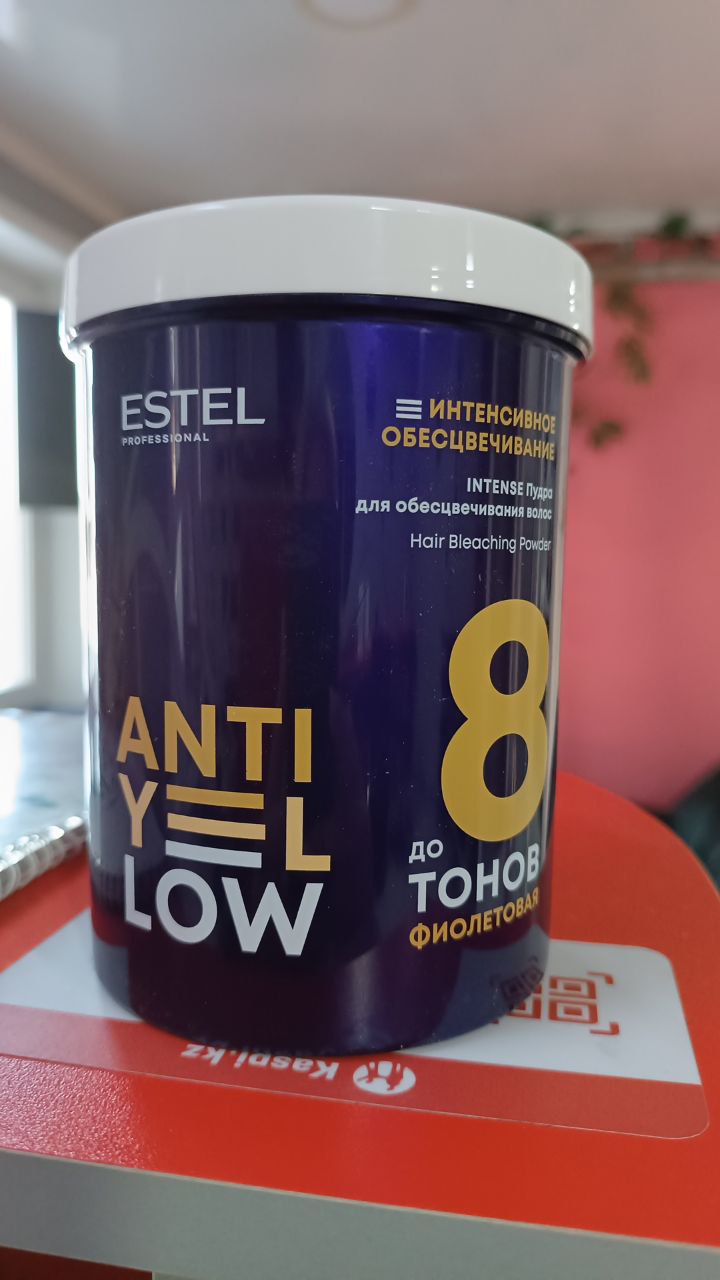 ESTEL
PROFESSIONAL
ИНТЕНСИВНОЕ
ОБЕСЦВЕЧИВАНИЕ
INTENSE Пудра
для обесцвечивания волос
Hair Bleaching Powder
ANTI
YEL
LOW
8
ДО
ТОНОВ
ФИОЛЕТОВАЯ
Kaspi.kz